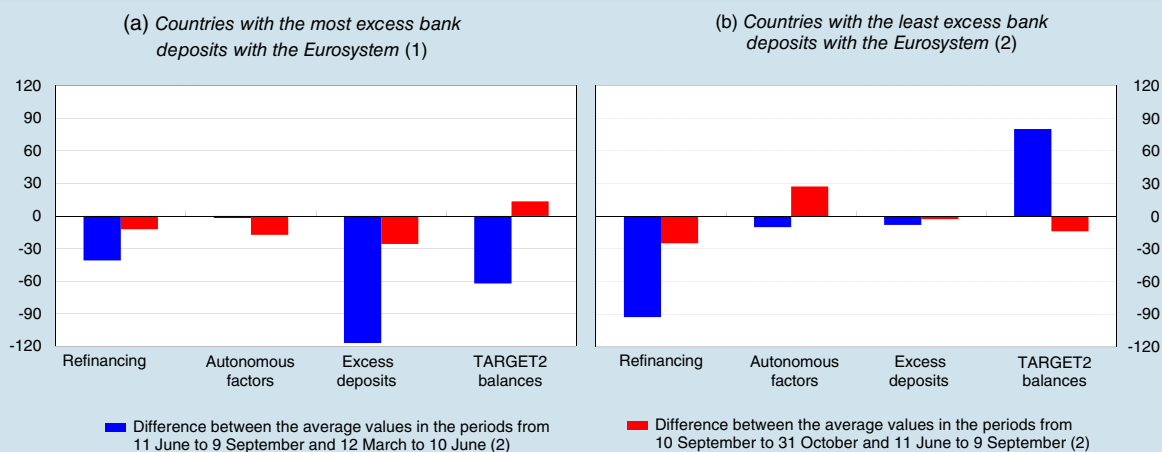 (a) Countries with the most excess bank
deposits with the Eurosystem (1)
(b) Countries with the least excess bank
deposits with the Eurosystem (2)
120
90
60
30
0
-30
-60
-90
-120
120
90
60
30
0
-30
-60
-90
-120
Refinancing
Autonomous
factors
Excess
deposits
TARGET2
balances
Refinancing
Autonomous
factors
Excess
deposits
TARGET2
balances
Difference between the average values in the periods from
11 June to 9 September and 12 March to 10 June (2)
Difference between the average values in the periods from
10 September to 31 October and 11 June to 9 September (2)